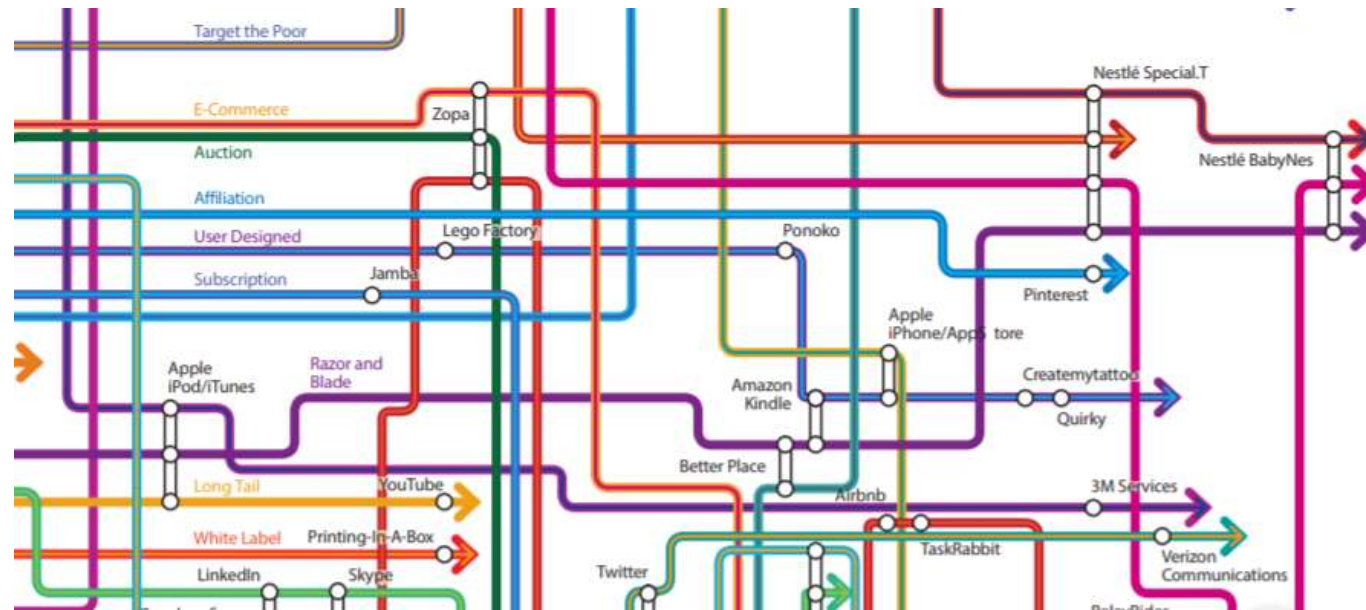 Target the Poor
Nestlé Special.T
E-Commerce
Zopa
Auction
Nestlé BabyNes
Affiliation
User Designed
Lego Factory
Ponoko
Subscription
Jamba
Pinterest
Apple
iPhone/AppS tore
Apple
iPod/iTunes
Razor and
Blade
Amazon
Kindle
Createmytattoo
Quirky
Better Place
Long Tail
YouTube
Airbnb
3M Services
White Label
Printing-In-A-Box
TaskRabbit
Verizon
Communications
LinkedIn
Skype
Twitter